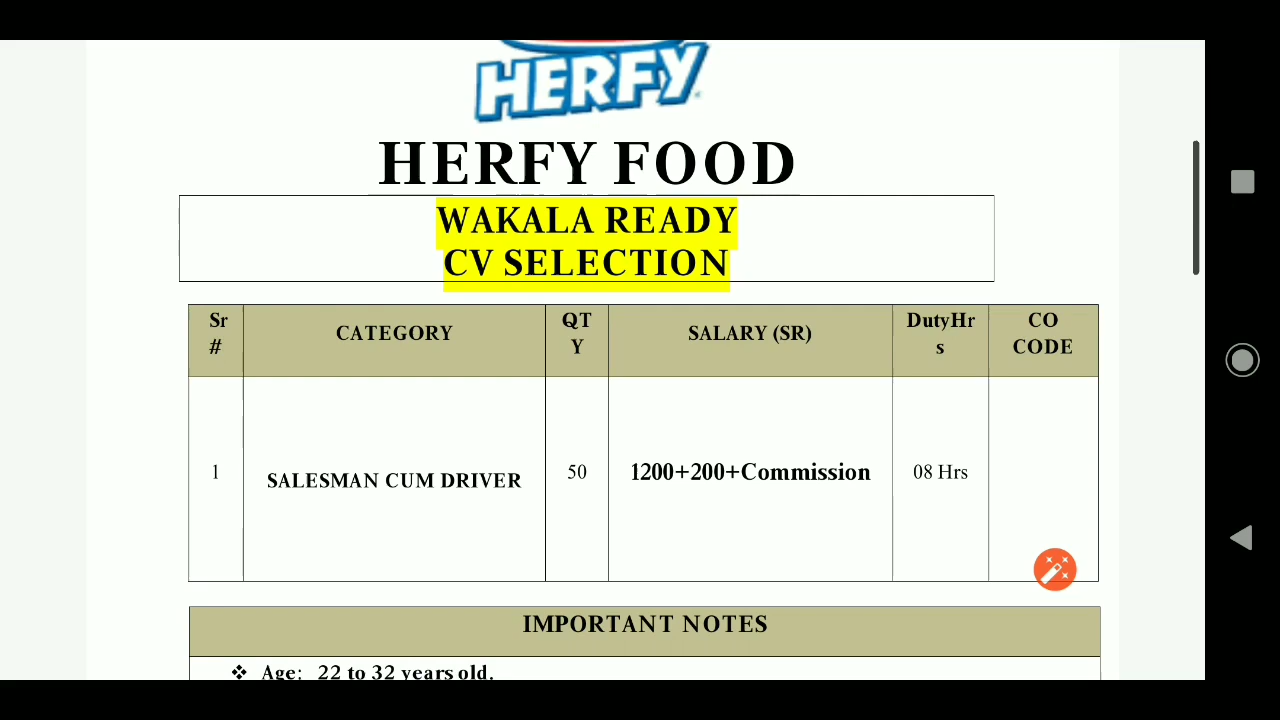 HERFY
HERFY FOOD
WAKALA READY
CV SELECTION
Sr
#
CATEGORY
QT
Y
SALARY (SR)
DutyHr
s
CO
CODE
1
SALESMAN CUM DRIVER
50
1200+200+Commission
08 Hrs
IMPORTANT NOTES
❖ Age: 22 to 32 years old.